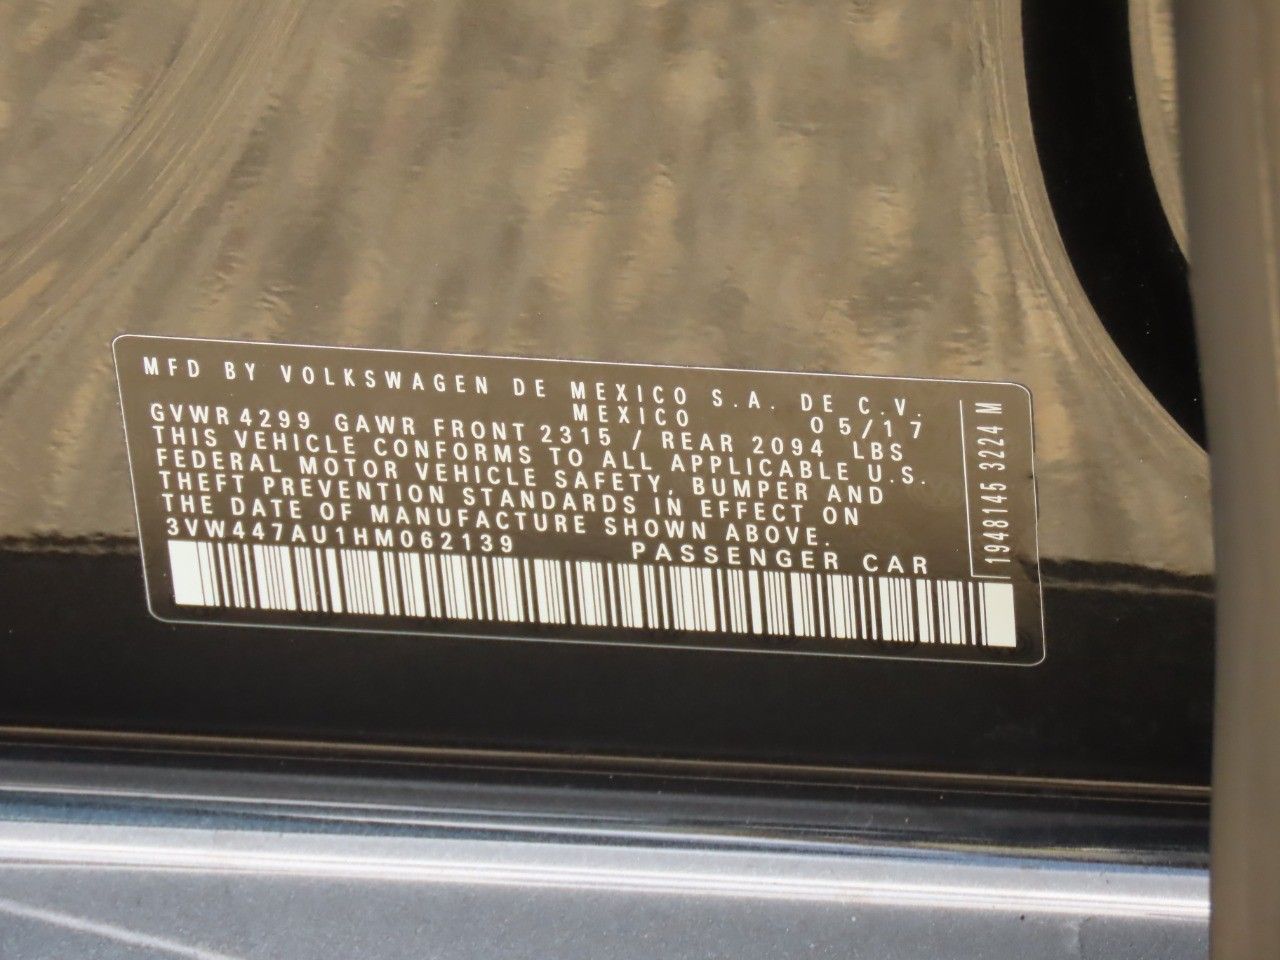 MFD BY VOLKSWAGEN DE MEXICO S.A. DE C.V.
MEXICO 05/17
GVWR 4299 GAWR FRONT 2315 / REAR 2094 LBS
THIS VEHICLE CONFORMS TO ALL APPLICABLE U.S.
FEDERAL MOTOR VEHICLE SAFETY, BUMPER AND
THEFT PREVENTION STANDARDS IN EFFECT ON
THE DATE OF MANUFACTURE SHOWN ABOVE.
3VW447AU1HM062139 PASSENGER CAR
1948145 3224 M